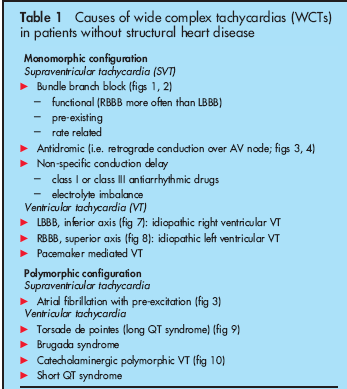 Table 1 Causes of wide complex tachycardias (WCTs)
in patients without structural heart disease
Monomorphic configuration
Supraventricular tachycardia (SVT)
▶ Bundle branch block (figs 1, 2)
– functional (RBBB more often than LBBB)
– pre-existing
– rate related
▶ Antidromic (i.e. retrograde conduction over AV node; figs 3, 4)
▶ Non-specific conduction delay
– class I or class III antiarrhythmic drugs
– electrolyte imbalance
Ventricular tachycardia (VT)
▶ LBBB, inferior axis (fig 7): idiopathic right ventricular VT
▶ RBBB, superior axis (fig 8): idiopathic left ventricular VT
▶ Pacemaker mediated VT
Polymorphic configuration
Supraventricular tachycardia
▶ Atrial fibrillation with pre-excitation (fig 3)
Ventricular tachycardia
▶ Torsade de pointes (long QT syndrome) (fig 9)
▶ Brugada syndrome
▶ Catecholaminergic polymorphic VT (fig 10)
▶ Short QT syndrome